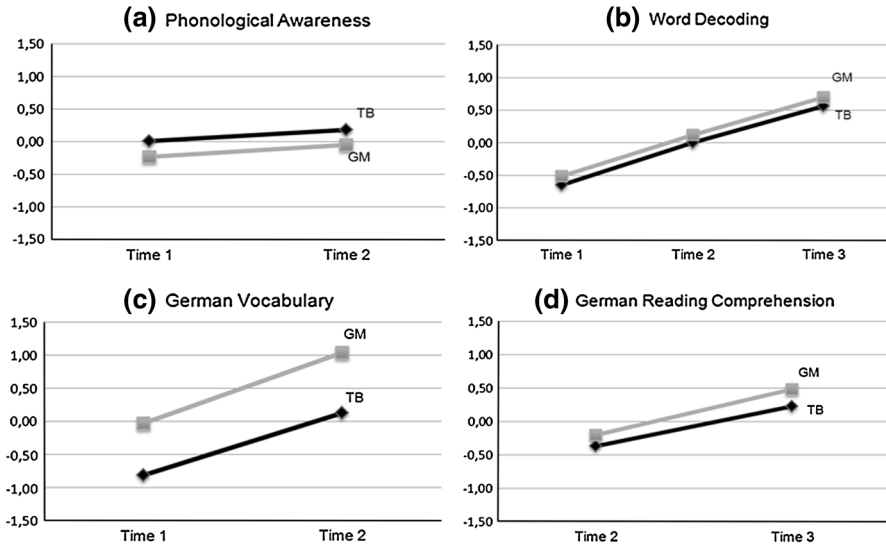 (a) Phonological Awareness
1,50
1,00
0,50
0,00
-0,50
-1,00
-1,50
TB
GM
Time 1 Time 2
(b) Word Decoding
1,50
1,00
0,50
0,00
-0,50
-1,00
-1,50
GM
TB
Time 1 Time 2 Time 3
(c) German Vocabulary
1,50
1,00
0,50
0,00
-0,50
-1,00
-1,50
GM
TB
Time 1 Time 2
(d) German Reading Comprehension
1,50
1,00
0,50
0,00
-0,50
-1,00
-1,50
GM
TB
Time 2 Time 3